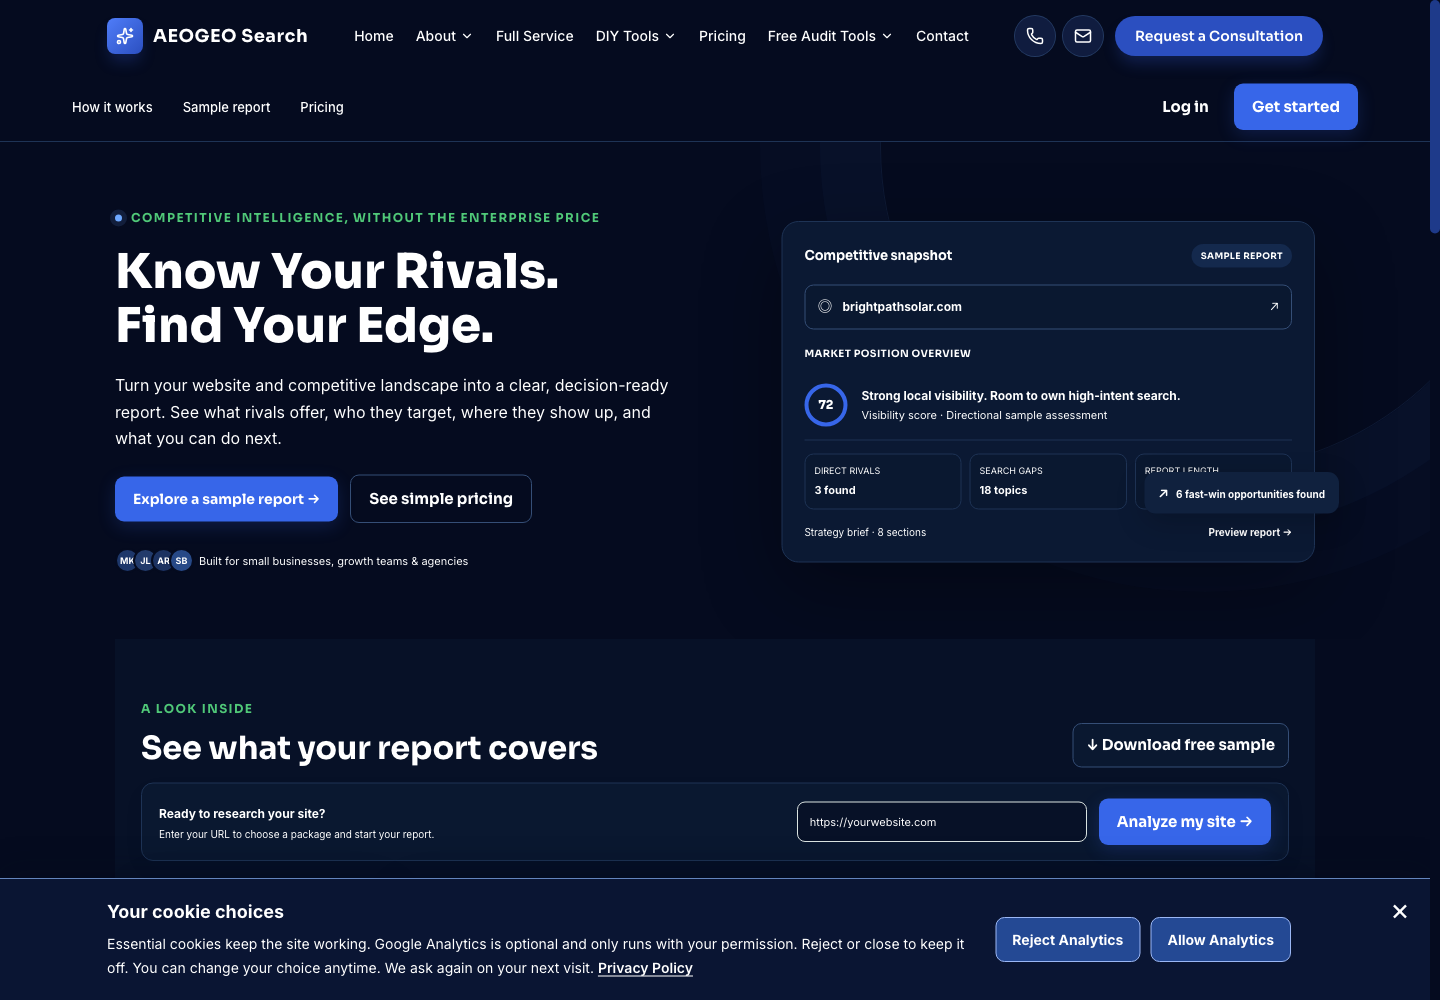 AEOGEO Search
Home
About
Full Service
DIY Tools
Pricing
Free Audit Tools
Contact
Request a Consultation
How it works
Sample report
Pricing
Log in
Get started
COMPETITIVE INTELLIGENCE, WITHOUT THE ENTERPRISE PRICE
Know Your Rivals.
Find Your Edge.
Turn your website and competitive landscape into a clear, decision-ready
report. See what rivals offer, who they target, where they show up, and
what you can do next.
Explore a sample report →
See simple pricing
MK JL AR SB
Built for small businesses, growth teams & agencies
Competitive snapshot
SAMPLE REPORT
brightpathsolar.com
↗
MARKET POSITION OVERVIEW
72
Strong local visibility. Room to own high-intent search.
Visibility score · Directional sample assessment
DIRECT RIVALS
3 found
SEARCH GAPS
18 topics
REPORT LENGTH
↗ 6 fast-win opportunities found
Strategy brief · 8 sections
Preview report →
A LOOK INSIDE
See what your report covers
↓ Download free sample
Ready to research your site?
Enter your URL to choose a package and start your report.
https://yourwebsite.com
Analyze my site →
Your cookie choices
Essential cookies keep the site working. Google Analytics is optional and only runs with your permission. Reject or close to keep it
off. You can change your choice anytime. We ask again on your next visit. Privacy Policy
Reject Analytics
Allow Analytics
✕